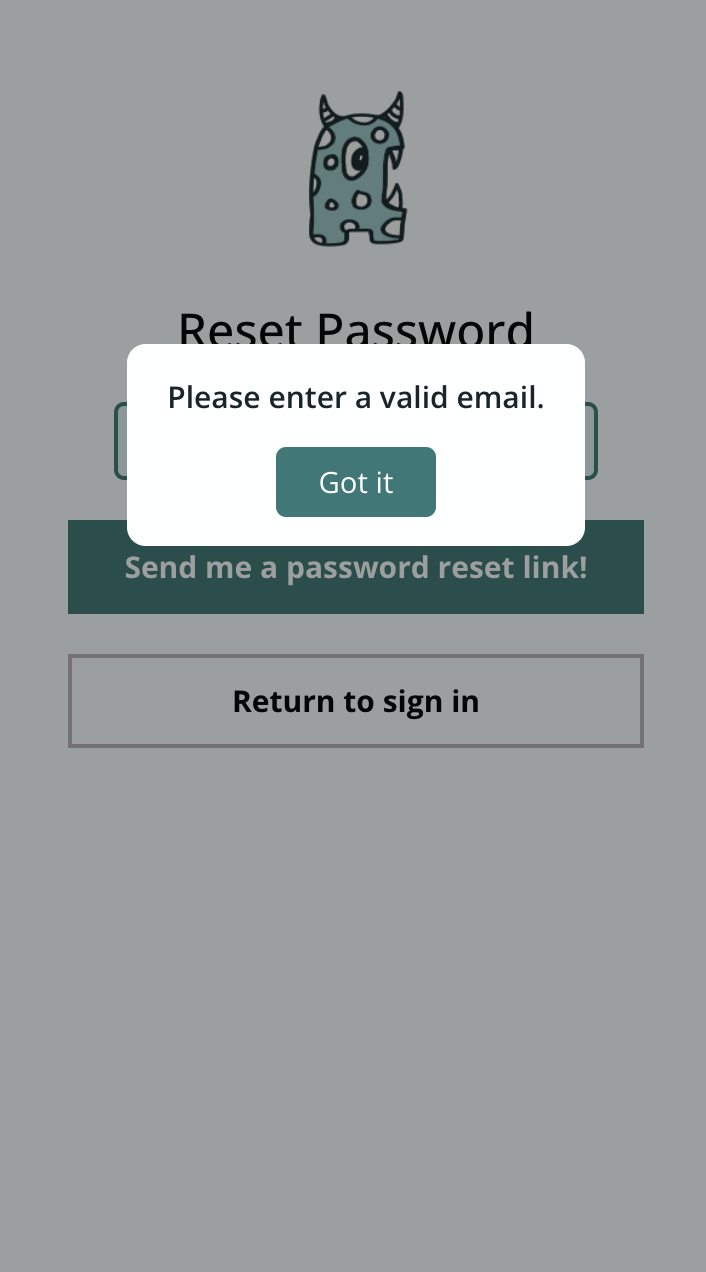 Reset Password
Please enter a valid email.
Got it
Send me a password reset link!
Return to sign in